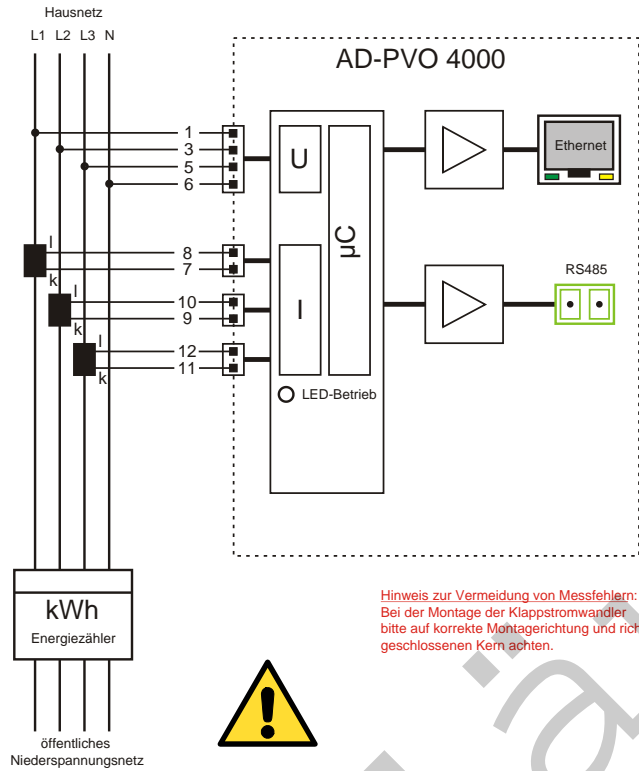 Hausnetz
L1 L2 L3 N
AD-PVO 4000
1
3
5
6
U
µC
Ethernet
l
8
7
k
l
10
9
k
l
12
11
k
I
RS485
LED-Betrieb
kWh
Energiezähler
Hinweis zur Vermeidung von Messfehlern:
Bei der Montage der Klappstromwandler
bitte auf korrekte Montagerichtung und
geschlossenen Kern achten.
öffentliches
Niederspannungsnetz